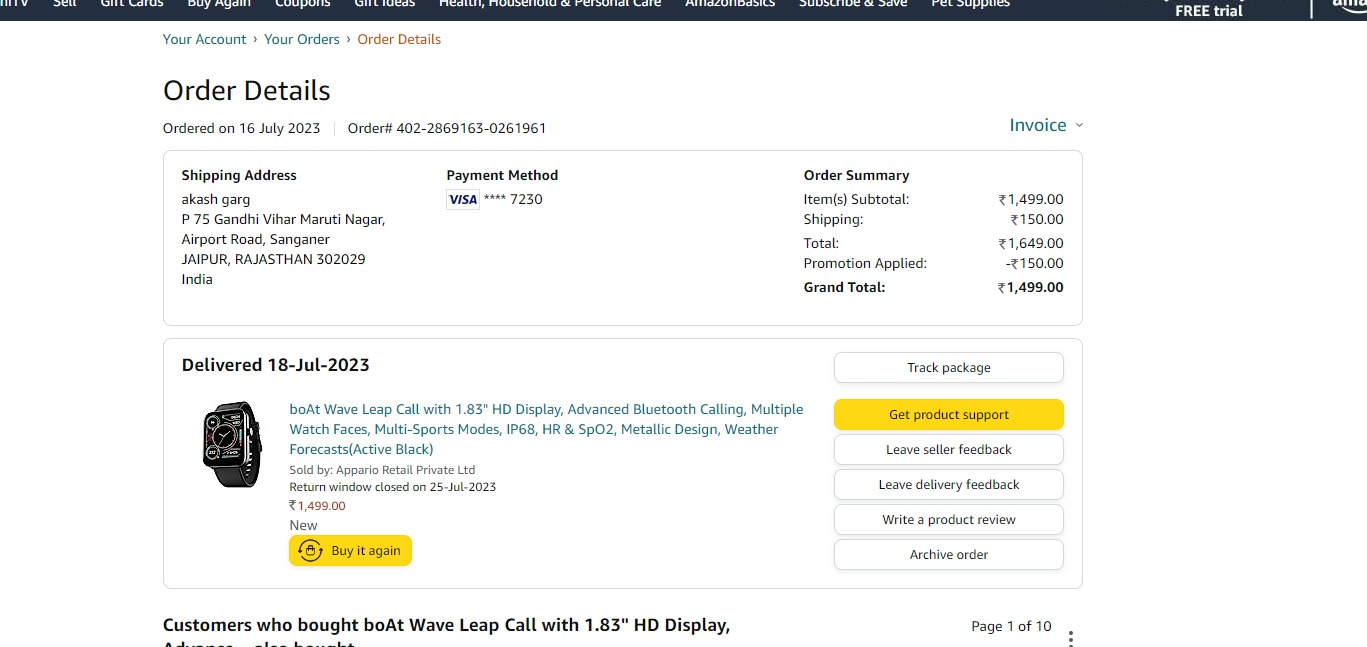 Sell Gift Cards Buy Again Coupons Gift Ideas Health, Household & Personal Care AmazonBasics Subscribe & Save Pet Supplies
FREE trial
Your Account › Your Orders › Order Details
Order Details
Ordered on 16 July 2023 | Order# 402-2869163-0261961
Invoice
Shipping Address
akash garg
P 75 Gandhi Vihar Maruti Nagar,
Airport Road, Sanganer
JAIPUR, RAJASTHAN 302029
India
Payment Method
VISA **** 7230
Order Summary
Item(s) Subtotal: ₹1,499.00
Shipping: ₹150.00
Total: ₹1,649.00
Promotion Applied: -₹150.00
Grand Total: ₹1,499.00
Delivered 18-Jul-2023
boAt Wave Leap Call with 1.83" HD Display, Advanced Bluetooth Calling, Multiple
Watch Faces, Multi-Sports Modes, IP68, HR & SpO2, Metallic Design, Weather
Forecasts(Active Black)
Sold by: Appario Retail Private Ltd
Return window closed on 25-Jul-2023
₹1,499.00
New
Buy it again
Track package
Get product support
Leave seller feedback
Leave delivery feedback
Write a product review
Archive order
Customers who bought boAt Wave Leap Call with 1.83" HD Display,
Page 1 of 10
also bought